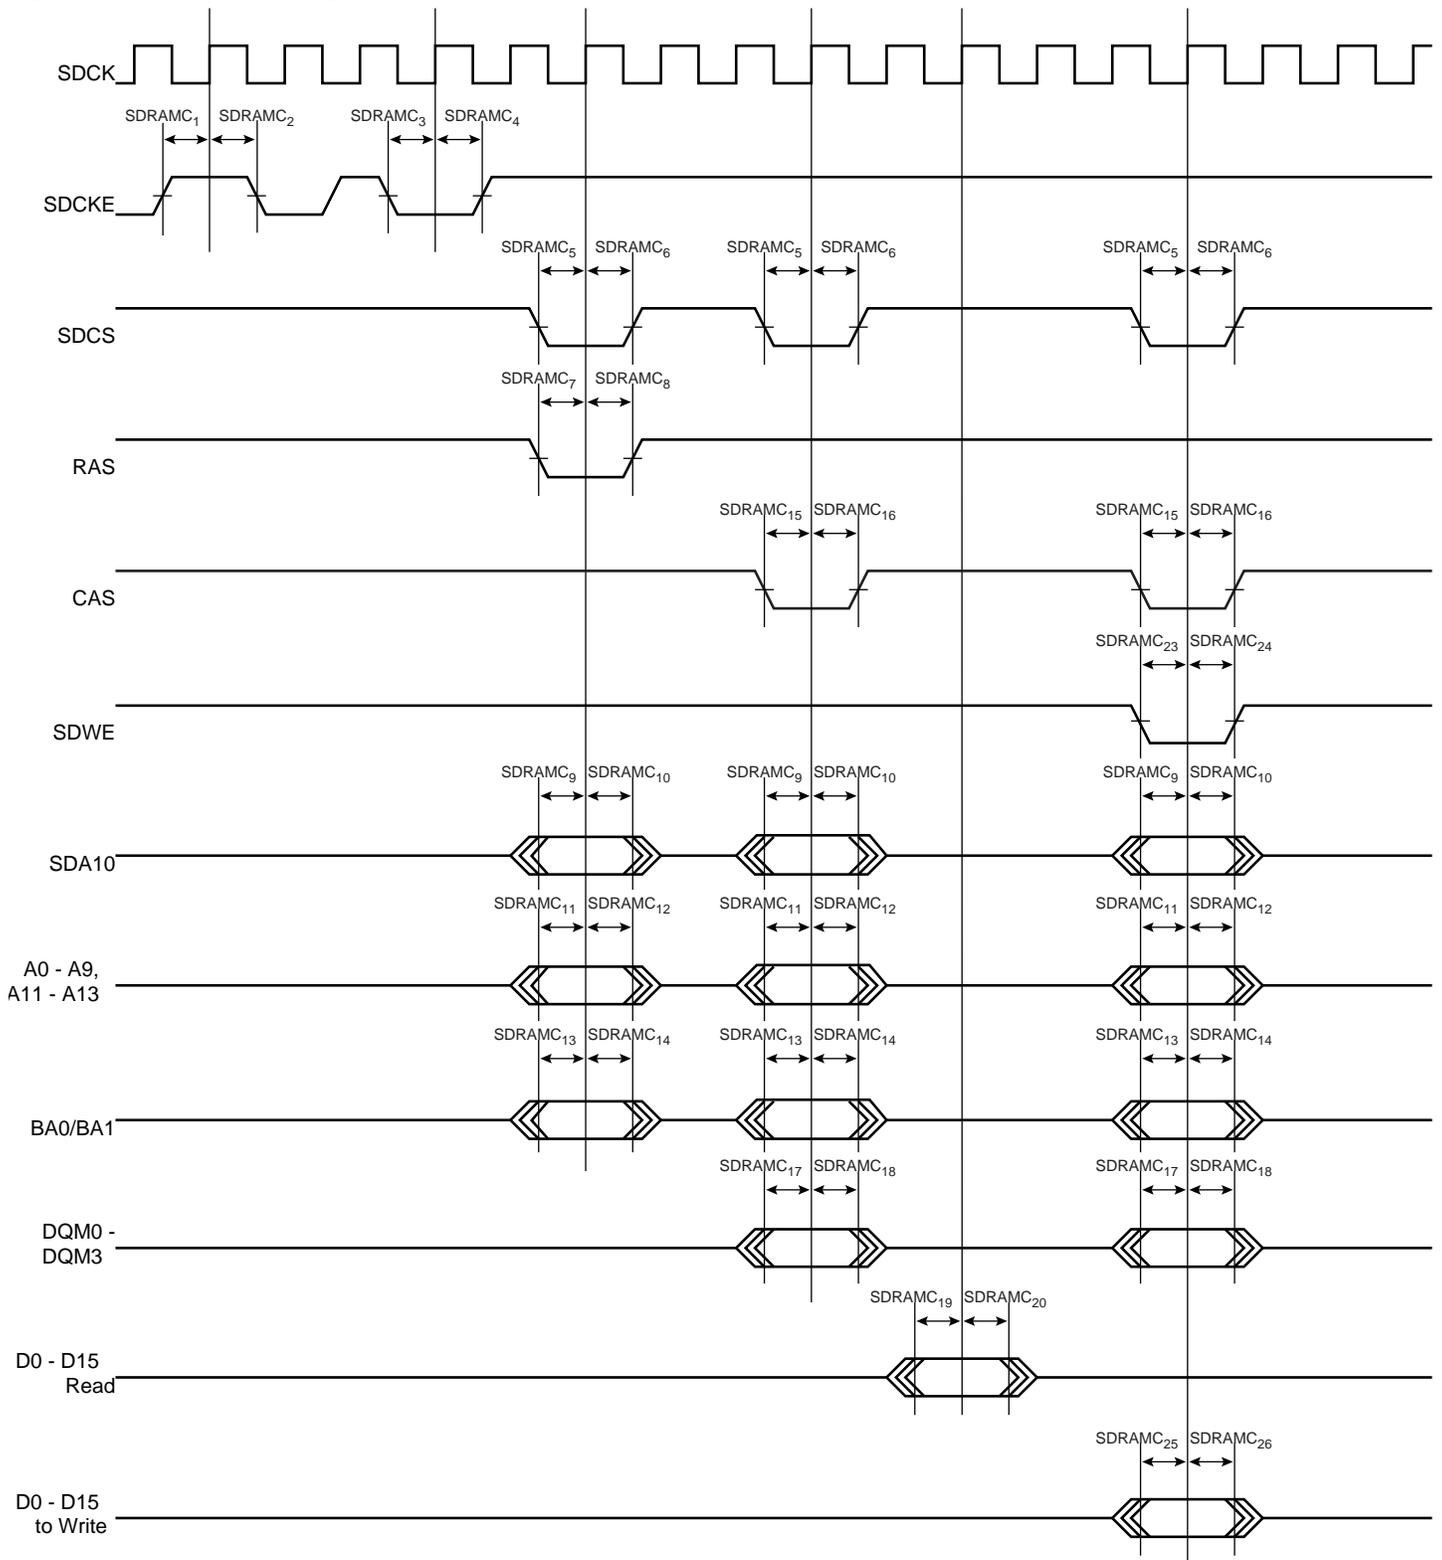 SDCK
SDRAMC1 SDRAMC2 SDRAMC3 SDRAMC4
SDCKE
SDRAMC5 SDRAMC6 SDRAMC5 SDRAMC6 SDRAMC5 SDRAMC6
SDCS
SDRAMC7 SDRAMC8
RAS
SDRAMC15 SDRAMC16 SDRAMC15 SDRAMC16
CAS
SDRAMC23 SDRAMC24
SDWE
SDRAMC9 SDRAMC10 SDRAMC9 SDRAMC10 SDRAMC9 SDRAMC10
SDA10
SDRAMC11 SDRAMC12 SDRAMC11 SDRAMC12 SDRAMC11 SDRAMC12
A0 - A9,
A11 - A13
SDRAMC13 SDRAMC14 SDRAMC13 SDRAMC14 SDRAMC13 SDRAMC14
BA0/BA1
SDRAMC17 SDRAMC18 SDRAMC17 SDRAMC18
DQM0 -
DQM3
SDRAMC19 SDRAMC20
D0 - D15
Read
SDRAMC25 SDRAMC26
D0 - D15
to Write